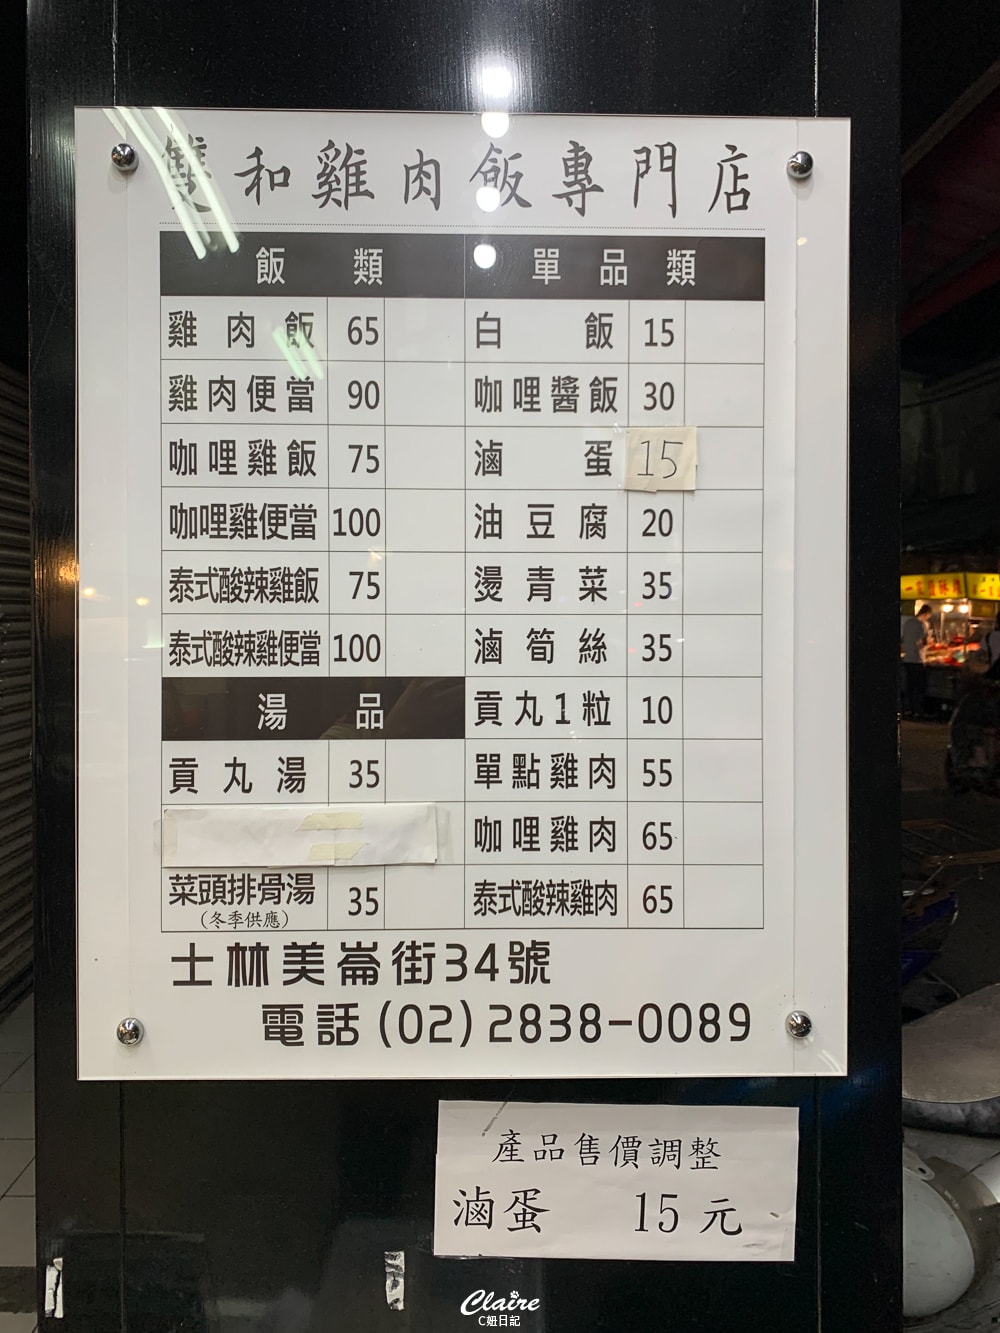 雙和雞肉飯專門店
飯類
雞肉飯 65
雞肉便當 90
咖哩雞飯 75
咖哩雞便當 100
泰式酸辣雞飯 75
泰式酸辣雞便當 100
湯品
貢丸湯 35
菜頭排骨湯 35
(冬季供應)
單品類
白飯 15
咖哩醬飯 30
滷蛋 15
油豆腐 20
燙青菜 35
滷筍絲 35
貢丸1粒 10
單點雞肉 55
咖哩雞肉 65
泰式酸辣雞肉 65
士林美崙街34號
電話(02)2838-0089
產品售價調整
滷蛋 15元
Claire
C妞日記